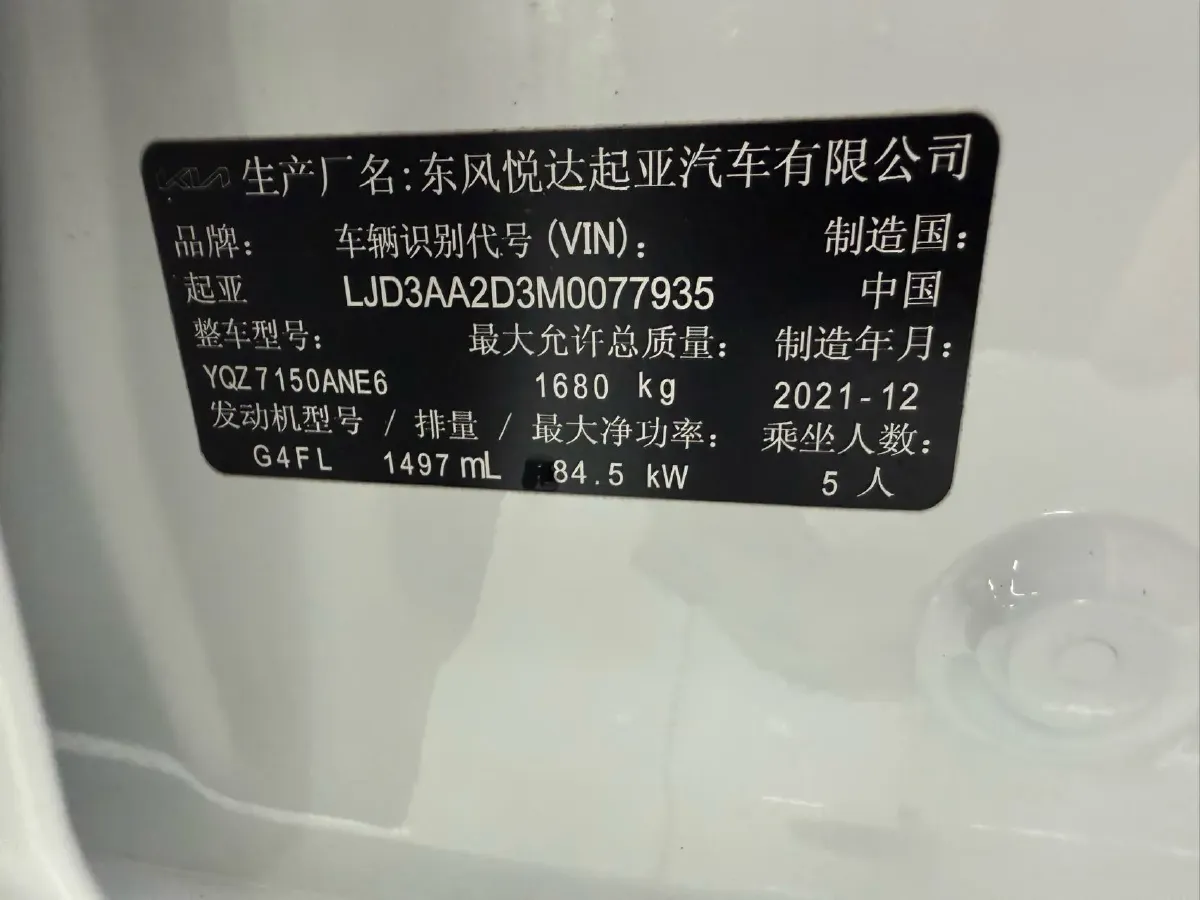 KIA 生产厂名:东风悦达起亚汽车有限公司
品牌: 车辆识别代号(VIN): 制造国:
起亚 LJD3AA2D3M0077935 中国
整车型号: 最大允许总质量: 制造年月:
YQZ7150ANE6 1680 kg 2021-12
发动机型号 / 排量 / 最大净功率: 乘坐人数:
G4FL 1497 mL 84.5 kW 5 人